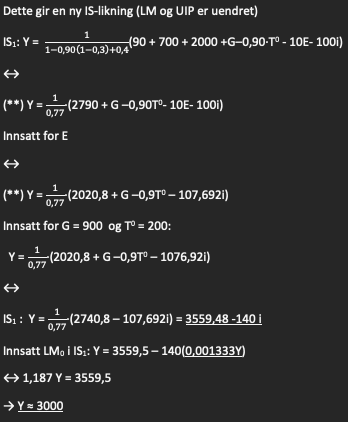 Dette gir en ny IS-likning (LM og UIP er uendret)
IS₁: Y = 1/(1−0,90(1−0,3)+0,4) (90 + 700 + 2000 +G–0,90·T⁰ - 10E- 100i)
↔
(**) Y = 1/0,77·(2790 + G –0,90T⁰- 10E- 100i)
Innsatt for E
↔
(**) Y = 1/0,77·(2020,8 + G –0,9T⁰ – 107,692i)
Innsatt for G = 900 og T⁰ = 200:
Y = 1/0,77·(2020,8 + G –0,9T⁰ – 1076,92i)
↔
IS₁ : Y = 1/0,77·(2740,8 – 107,692i) = 3559,48 -140 i
Innsatt LM₀ i IS₁: Y = 3559,5 – 140(0,001333Y)
↔ 1,187 Y = 3559,5
→ Y ≈ 3000